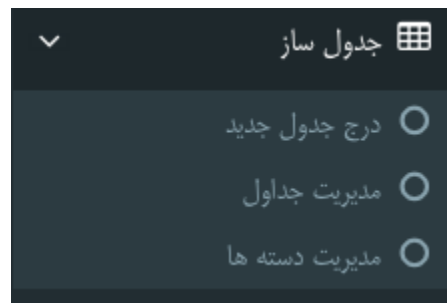 جدول ساز
درج جدول جدید
مدیریت جداول
مدیریت دسته ها